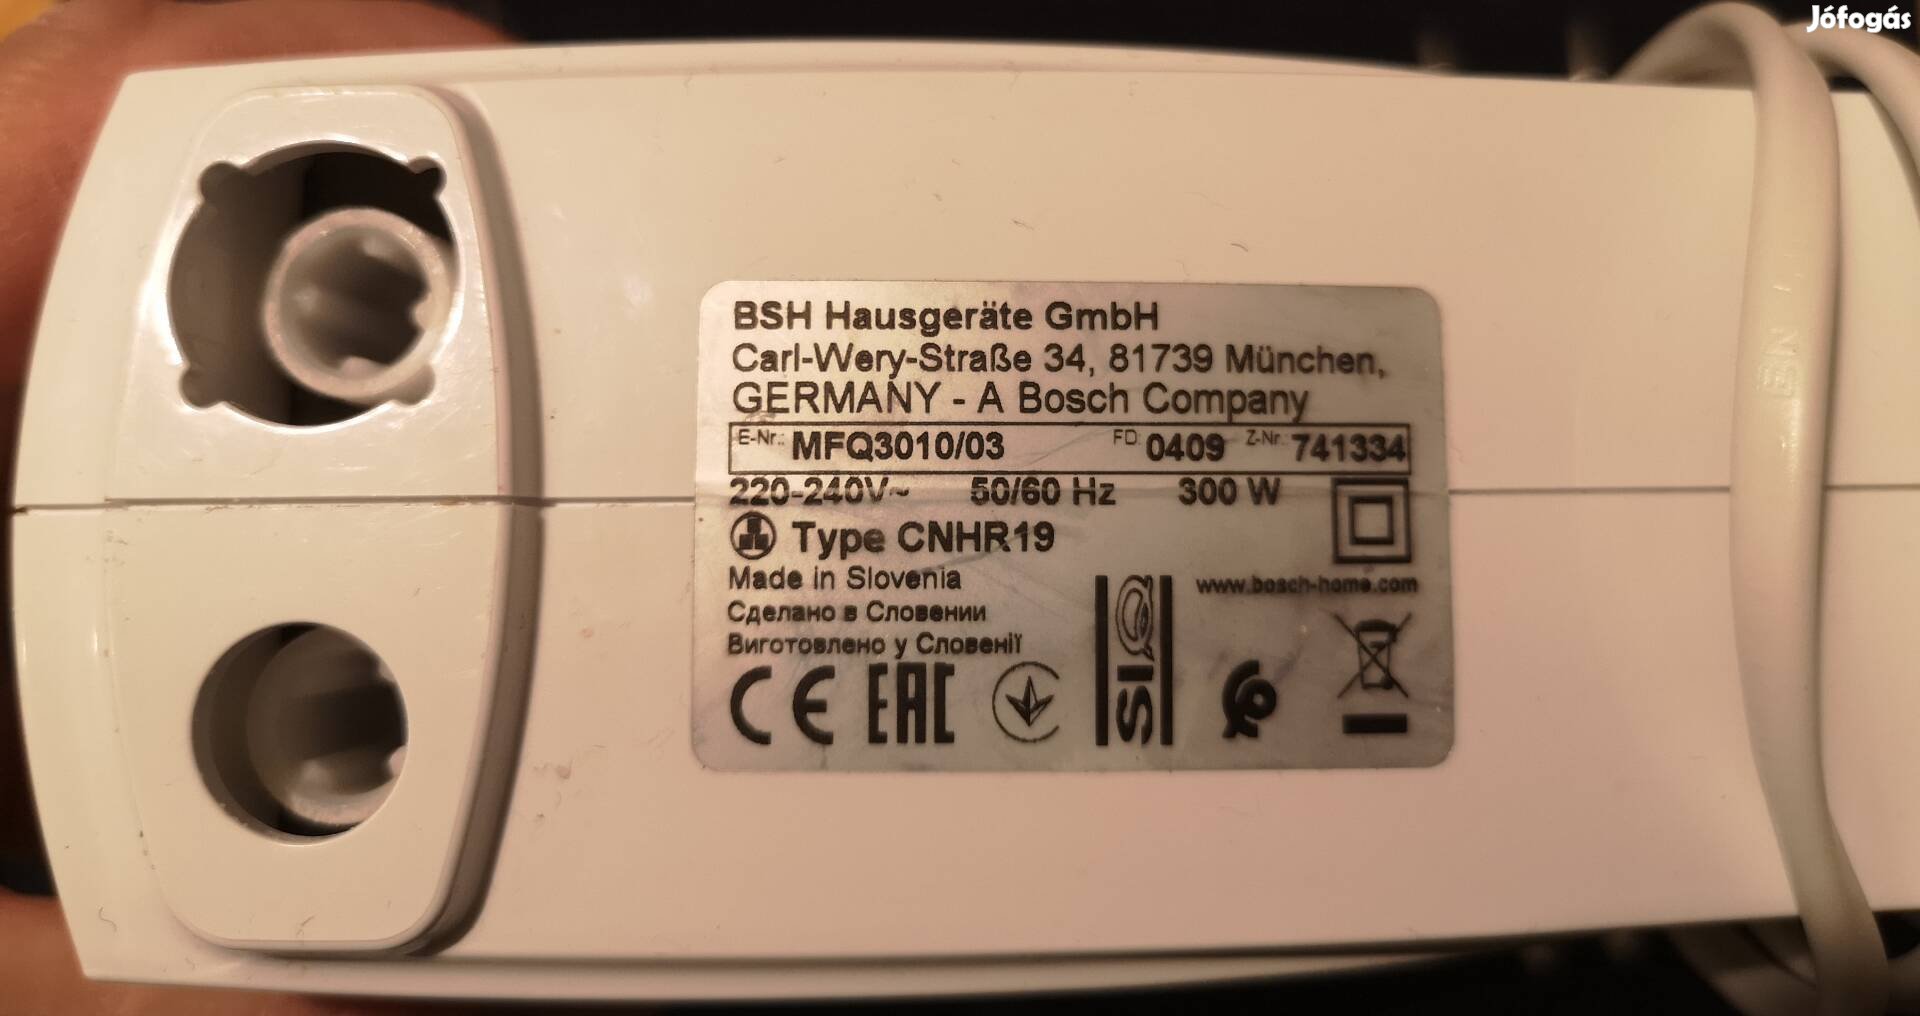 Jófogás
BSH Hausgeräte GmbH
Carl-Wery-Straße 34, 81739 München,
GERMANY - A Bosch Company
E-Nr.: MFQ3010/03 FD: 0409 Z-Nr. 741334
220-240V~ 50/60 Hz 300 W
Type CNHR19
Made in Slovenia
www.bosch-home.com
Сделано в Словении
Виготовлено у Словенії
CE EAC SIQ